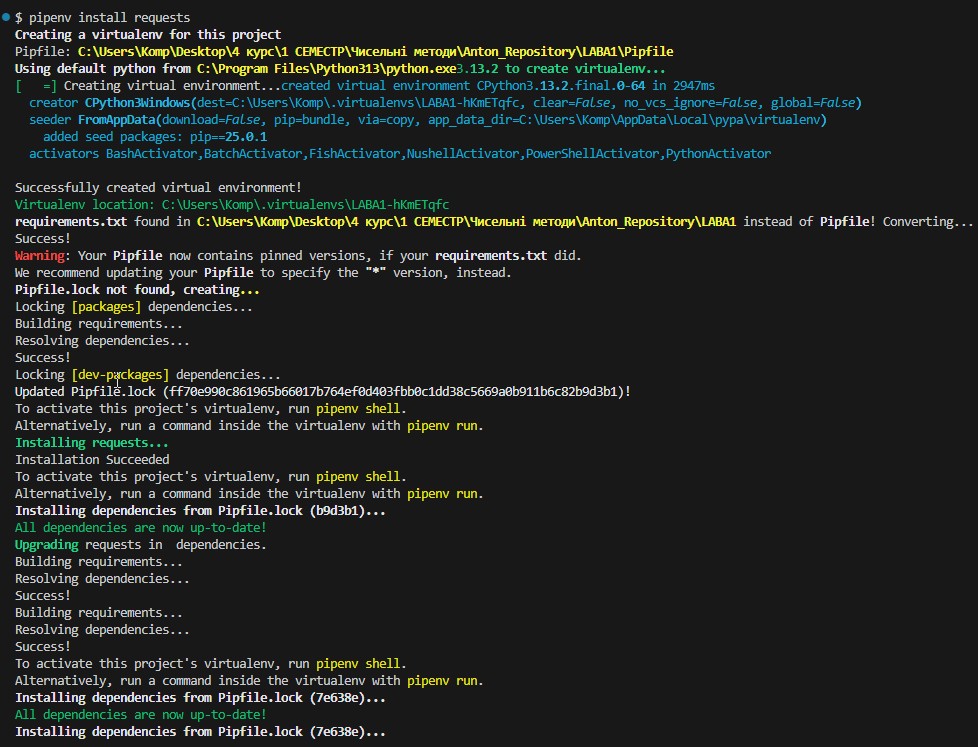 $ pipenv install requests
Creating a virtualenv for this project
Pipfile: C:\Users\Komp\Desktop\4 курс\1 СЕМЕСТР\Чисельні методи\Anton_Repository\LABA1\Pipfile
Using default python from C:\Program Files\Python313\python.exe3.13.2 to create virtualenv...
[   =] Creating virtual environment...created virtual environment CPython3.13.2.final.0-64 in 2947ms
  creator CPython3Windows(dest=C:\Users\Komp\.virtualenvs\LABA1-hKmETqfc, clear=False, no_vcs_ignore=False, global=False)
  seeder FromAppData(download=False, pip=bundle, via=copy, app_data_dir=C:\Users\Komp\AppData\Local\pypa\virtualenv)
    added seed packages: pip==25.0.1
  activators BashActivator,BatchActivator,FishActivator,NushellActivator,PowerShellActivator,PythonActivator
Successfully created virtual environment!
Virtualenv location: C:\Users\Komp\.virtualenvs\LABA1-hKmETqfc
requirements.txt found in C:\Users\Komp\Desktop\4 курс\1 СЕМЕСТР\Чисельні методи\Anton_Repository\LABA1 instead of Pipfile! Converting...
Success!
Warning: Your Pipfile now contains pinned versions, if your requirements.txt did.
We recommend updating your Pipfile to specify the "*" version, instead.
Pipfile.lock not found, creating...
Locking [packages] dependencies...
Building requirements...
Resolving dependencies...
Success!
Locking [dev-packages] dependencies...
Updated Pipfile.lock (ff70e990c861965b66017b764ef0d403fbb0c1dd38c5669a0b911b6c82b9d3b1)!
To activate this project's virtualenv, run pipenv shell.
Alternatively, run a command inside the virtualenv with pipenv run.
Installing requests...
Installation Succeeded
To activate this project's virtualenv, run pipenv shell.
Alternatively, run a command inside the virtualenv with pipenv run.
Installing dependencies from Pipfile.lock (b9d3b1)...
All dependencies are now up-to-date!
Upgrading requests in  dependencies.
Building requirements...
Resolving dependencies...
Success!
Building requirements...
Resolving dependencies...
Success!
To activate this project's virtualenv, run pipenv shell.
Alternatively, run a command inside the virtualenv with pipenv run.
Installing dependencies from Pipfile.lock (7e638e)...
All dependencies are now up-to-date!
Installing dependencies from Pipfile.lock (7e638e)...